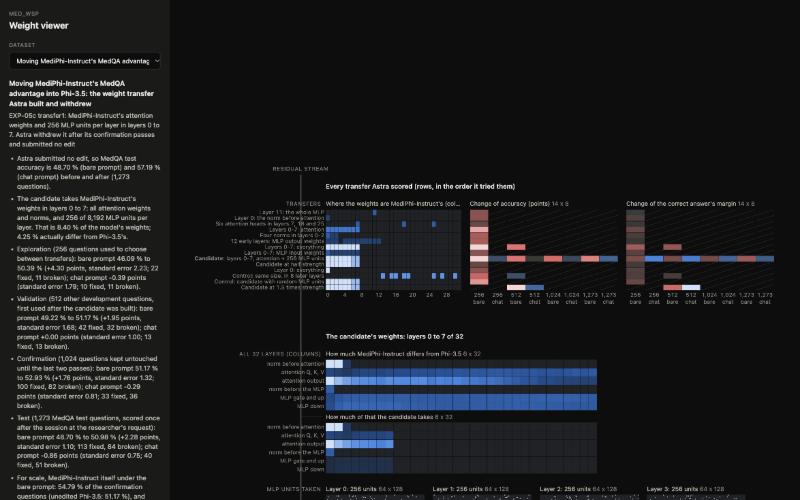 MED_WSP
Weight viewer
DATASET
Moving MediPhi-Instruct's MedQA advantag
Moving MediPhi-Instruct's MedQA
advantage into Phi-3.5: the weight transfer
Astra built and withdrew
EXP-05c transfer1: MediPhi-Instruct's attention
weights and 256 MLP units per layer in layers 0 to
7. Astra withdrew it after its confirmation passes
and submitted no edit
• Astra submitted no edit, so MedQA test
accuracy is 48.70 % (bare prompt) and 57.19 %
(chat prompt) before and after (1,273
questions).
• The candidate takes MediPhi-Instruct's
weights in layers 0 to 7: all attention weights
and norms, and 256 of 8,192 MLP units per
layer. That is 8.40 % of the model's weights;
4.25 % actually differ from Phi-3.5's.
• Exploration (256 questions used to choose
between transfers): bare prompt 46.09 % to
50.39 % (+4.30 points, standard error 2.23; 22
fixed, 11 broken); chat prompt -0.39 points
(standard error 1.79; 10 fixed, 11 broken).
• Validation (512 other development questions,
first used after the candidate was built): bare
prompt 49.22 % to 51.17 % (+1.95 points,
standard error 1.68; 42 fixed, 32 broken); chat
prompt +0.00 points (standard error 1.00; 13
fixed, 13 broken).
• Confirmation (1,024 questions kept untouched
until the last two passes): bare prompt 51.17 %
to 52.93 % (+1.76 points, standard error 1.32;
100 fixed, 82 broken); chat prompt -0.29
points (standard error 0.81; 33 fixed, 36
broken).
• Test (1,273 MedQA test questions, scored once
after the session at the researcher's request):
bare prompt 48.70 % to 50.98 % (+2.28 points,
standard error 1.10; 113 fixed, 84 broken); chat
prompt -0.86 points (standard error 0.75; 40
fixed, 51 broken).
• For scale, MediPhi-Instruct itself under the
bare prompt: 54.79 % of the confirmation
questions (unedited Phi-3.5: 51.17 %), and
RESIDUAL STREAM
Every transfer Astra scored (rows, in the order it tried them)
TRANSFERS Where the weights are MediPhi-Instruct's (col... Change of accuracy (points) 14 x 8 Change of the correct answer's margin 14 x 8
Layer 11: the whole MLP
Layer 0: the norm before attention
Six attention heads in layers 7, 18 and 25
Layers 0-7: attention
Four norms in layers 0-2
12 early layers: MLP output weights
Layers 0-7: everything
Layers 0-7: MLP input weights
Candidate: layers 0-7, attention + 256 MLP units
Candidate at half strength
Layer 0: everything
Control: same size, in 8 later layers
Control: candidate with random MLP units
Candidate at 1.5 times strength
0 4 8 12 16 20 24 28
256 256 512 512 1,024 1,024 1,273 1,273
bare chat bare chat bare chat bare chat
256 256 512 512 1,024 1,024 1,273 1,273
bare chat bare chat bare chat bare chat
The candidate's weights: layers 0 to 7 of 32
ALL 32 LAYERS (COLUMNS) How much MediPhi-Instruct differs from Phi-3.5 6 x 32
norm before attention
attention Q, K, V
attention output
norm before the MLP
MLP gate and up
MLP down
How much of that the candidate takes 6 x 32
norm before attention
attention Q, K, V
attention output
norm before the MLP
MLP gate and up
MLP down
MLP UNITS TAKEN Layer 0: 256 units 64 x 128 Layer 1: 256 units 64 x 128 Layer 2: 256 units 64 x 128 Layer 3: 256 units 64 x 128